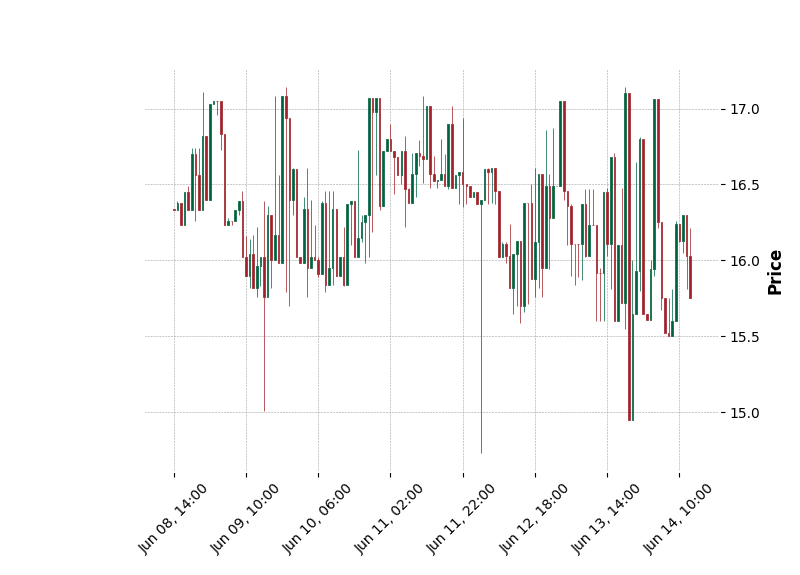 17.0
16.5
16.0
15.5
15.0
Price
Jun 08, 14:00
Jun 09, 10:00
Jun 10, 06:00
Jun 11, 02:00
Jun 11, 22:00
Jun 12, 18:00
Jun 13, 14:00
Jun 14, 10:00